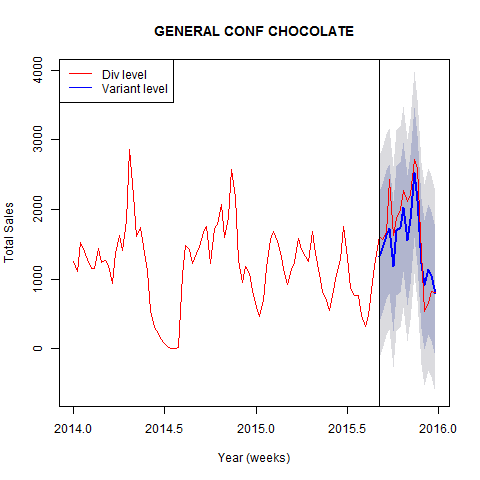 GENERAL CONF CHOCOLATE
Div level
Variant level
Total Sales
4000
3000
2000
1000
0
2014.0 2014.5 2015.0 2015.5 2016.0
Year (weeks)